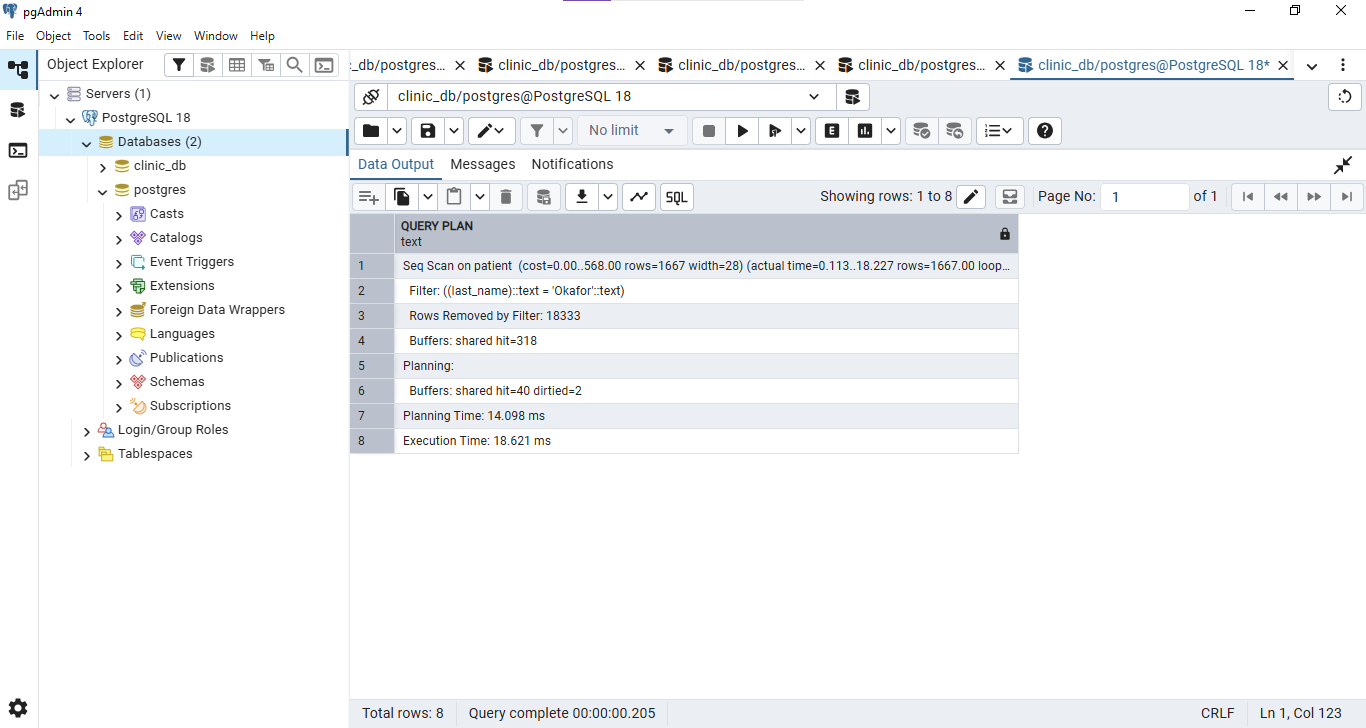 pgAdmin 4
File Object Tools Edit View Window Help
Object Explorer
Servers (1)
PostgreSQL 18
Databases (2)
clinic_db
postgres
Casts
Catalogs
Event Triggers
Extensions
Foreign Data Wrappers
Languages
Publications
Schemas
Subscriptions
Login/Group Roles
Tablespaces
_db/postgres... clinic_db/postgres... clinic_db/postgres... clinic_db/postgres... clinic_db/postgres@PostgreSQL 18*
clinic_db/postgres@PostgreSQL 18
No limit E
Data Output Messages Notifications
SQL Showing rows: 1 to 8 Page No: 1 of 1
QUERY PLAN
text
1 Seq Scan on patient (cost=0.00..568.00 rows=1667 width=28) (actual time=0.113..18.227 rows=1667.00 loop...
2 Filter: ((last_name)::text = 'Okafor'::text)
3 Rows Removed by Filter: 18333
4 Buffers: shared hit=318
5 Planning:
6 Buffers: shared hit=40 dirtied=2
7 Planning Time: 14.098 ms
8 Execution Time: 18.621 ms
Total rows: 8 Query complete 00:00:00.205 CRLF Ln 1, Col 123